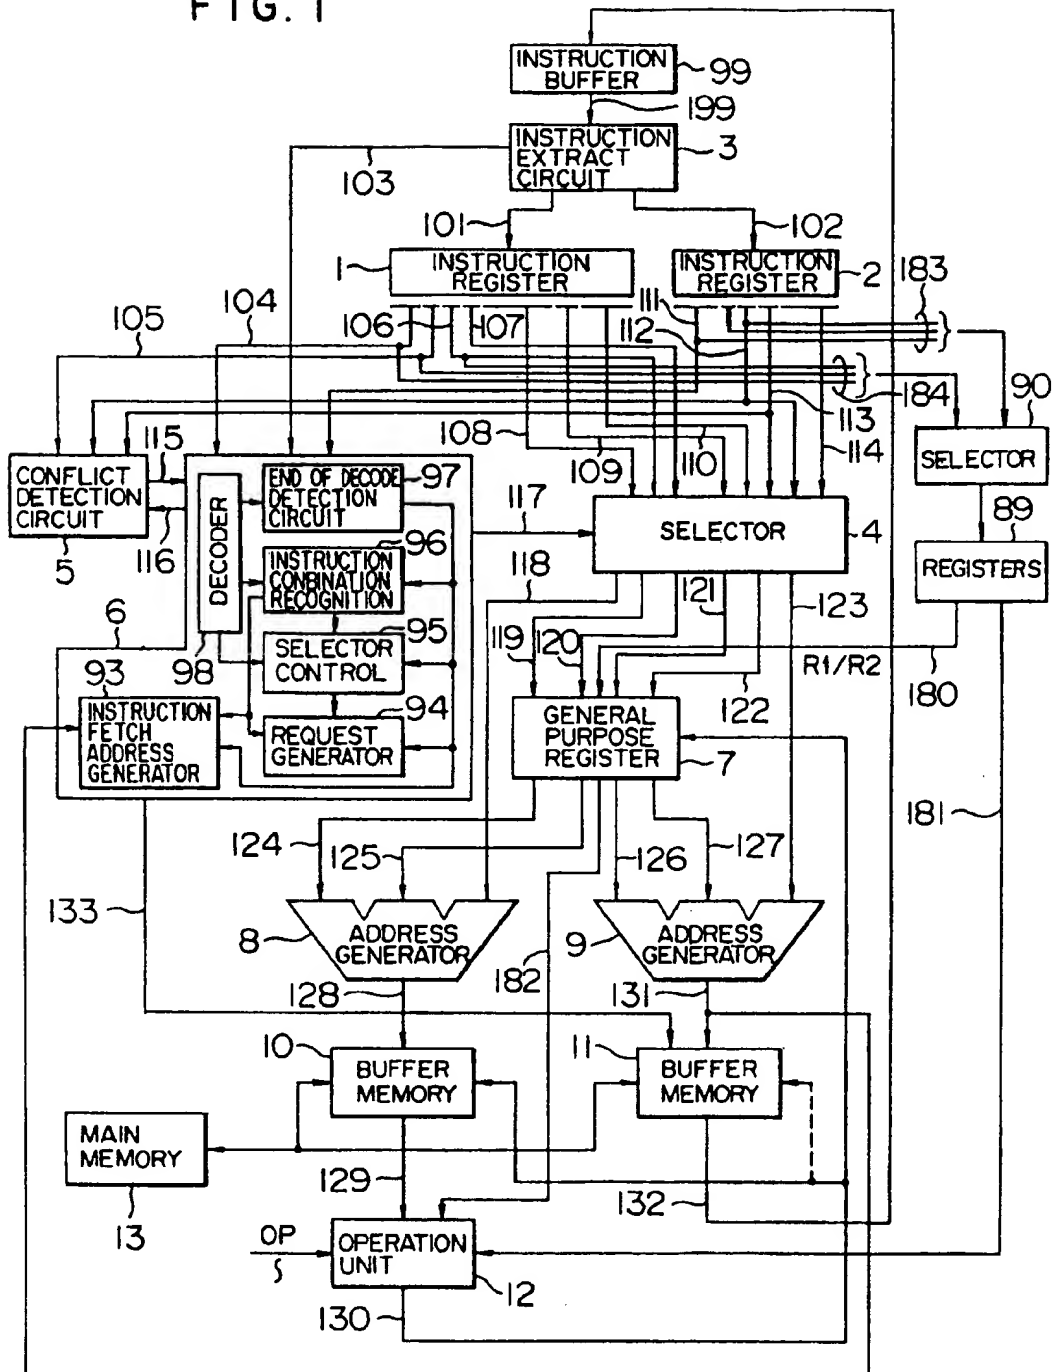 FIG. 1
INSTRUCTION
BUFFER
99
199
INSTRUCTION
EXTRACT
CIRCUIT
3
103
101
102
1
INSTRUCTION
REGISTER
INSTRUCTION
REGISTER
2
183
105
104
106
107
111
112
184
113
90
108
109
110
114
SELECTOR
CONFLICT
DETECTION
CIRCUIT
5
115
116
DECODER
98
END OF DECODE
DETECTION
CIRCUIT
97
117
SELECTOR
4
89
REGISTERS
96
INSTRUCTION
CONBINATION
RECOGNITION
118
121
123
6
95
SELECTOR
CONTROL
119
120
R1/R2
180
93
INSTRUCTION
FETCH
ADDRESS
GENERATOR
94
REQUEST
GENERATOR
122
GENERAL
PURPOSE
REGISTER
7
181
124
125
126
127
133
8
ADDRESS
GENERATOR
9
ADDRESS
GENERATOR
182
128
131
10
BUFFER
MEMORY
11
BUFFER
MEMORY
MAIN
MEMORY
13
129
132
OP
OPERATION
UNIT
12
130